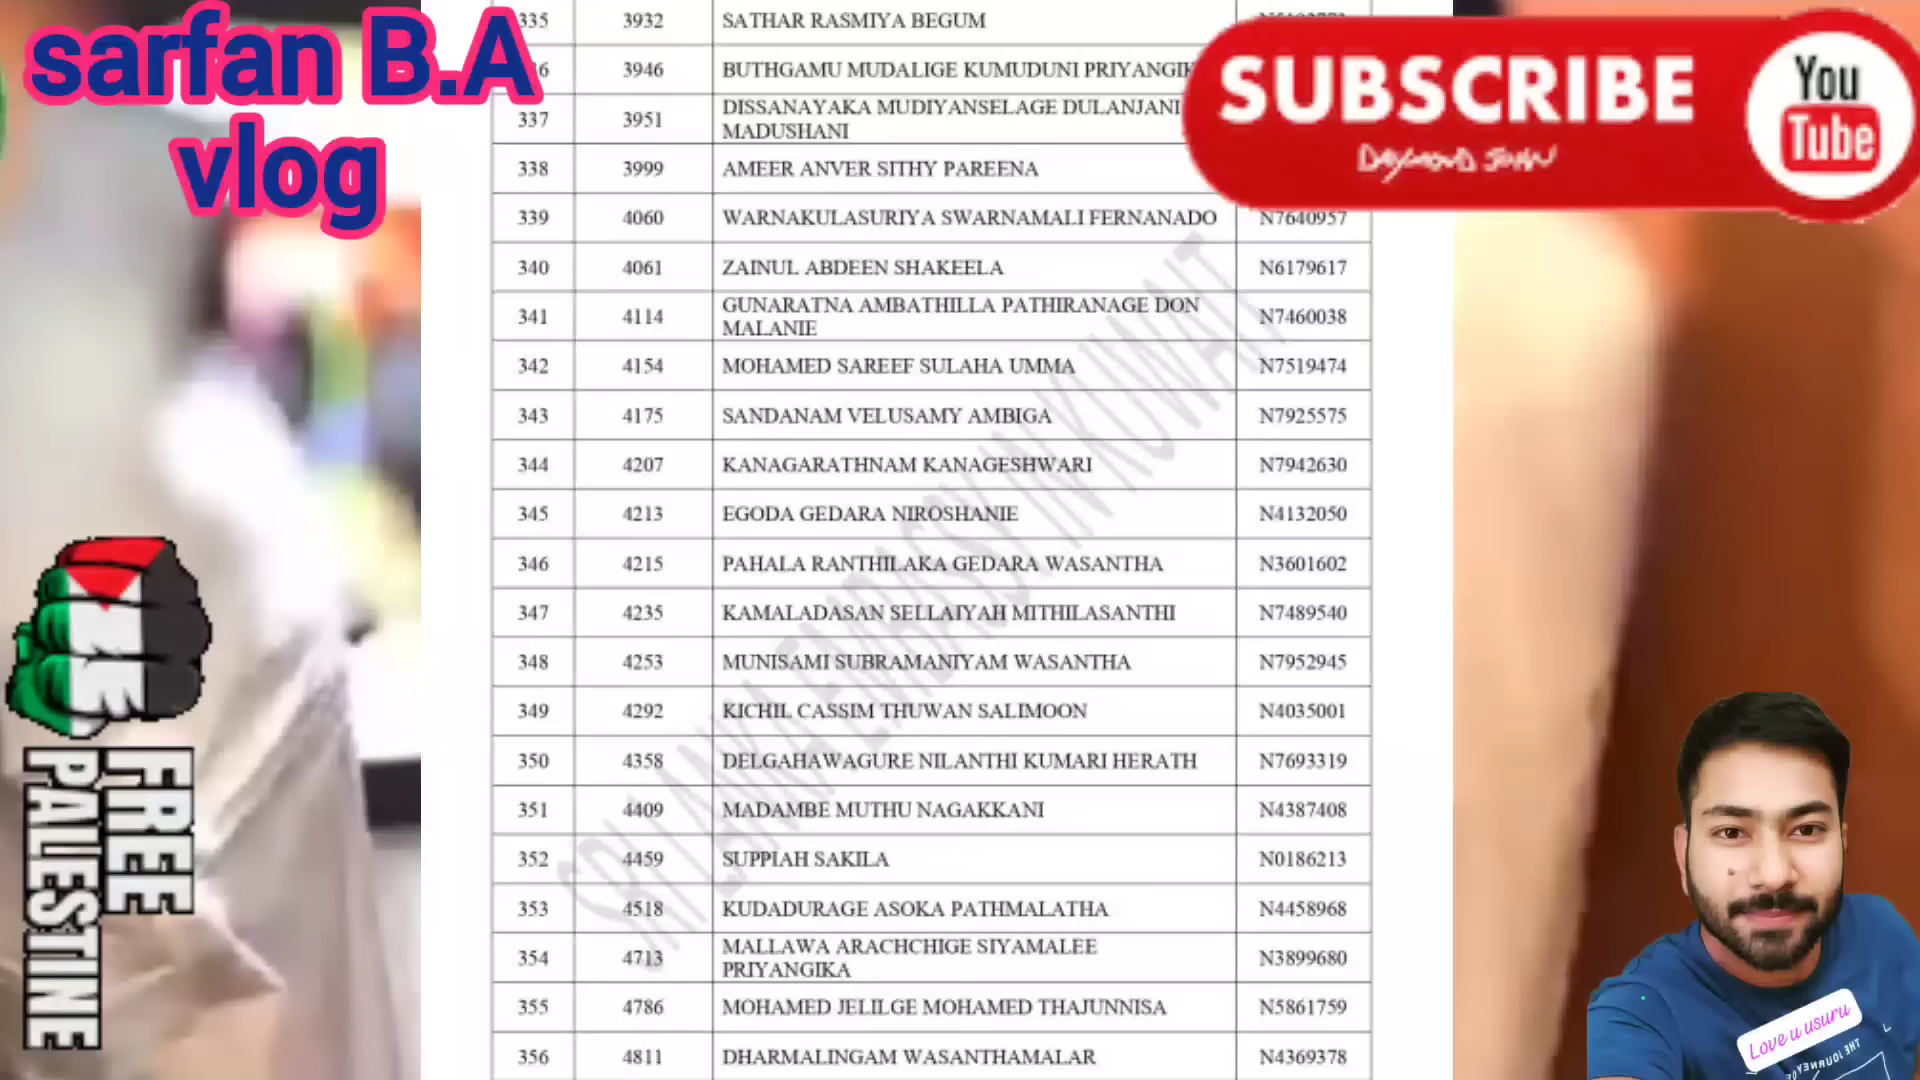 sarfan B.A
vlog
335 3932 SATHAR RASMIYA BEGUM
3946 BUTHGAMU MUDALIGE KUMUDUNI
337 3951 DISSANAYAKA MUDIYANSELAGE DULANJANI
MADUSHANI
338 3999 AMEER ANVER SITHY PAREENA
339 4060 WARNAKULASURIYA SWARNAMALI FERNANADO N7640957
340 4061 ZAINUL ABDEEN SHAKEELA N6179617
341 4114 GUNARATNA AMBATHILLA PATHIRANAGE DON
MALANIE N7460038
342 4154 MOHAMED SAREEF SULAHA UMMA N7519474
343 4175 SANDANAM VELUSAMY AMBIGA N7925575
344 4207 KANAGARATHNAM KANAGESHWARI N7942630
345 4213 EGODA GEDARA NIROSHANIE N4132050
346 4215 PAHALA RANTHILAKA GEDARA WASANTHA N3601602
347 4235 KAMALADASAN SELLAIYAH MITHILASANTHI N7489540
348 4253 MUNISAMI SUBRAMANIYAM WASANTHA N7952945
349 4292 KICHIL CASSIM THUWAN SALIMOON N4035001
350 4358 DELGAHAWAGURE NILANTHI KUMARI HERATH N7693319
351 4409 MADAMBE MUTHU NAGAKKANI N4387408
352 4459 SUPPIAH SAKILA N0186213
353 4518 KUDADURAGE ASOKA PATHMALATHA N4458968
354 4713 MALLAWA ARACHCHIGE SIYAMALEE
PRIYANGIKA N3899680
355 4786 MOHAMED JELILGE MOHAMED THAJUNNISA N5861759
356 4811 DHARMALINGAM WASANTHAMALAR N4369378
SRI LANKA EMBASSY IN KUWAIT
SUBSCRIBE
You
Tube
FREE
PALESTINE
Love u usuru
THE JOURNEY